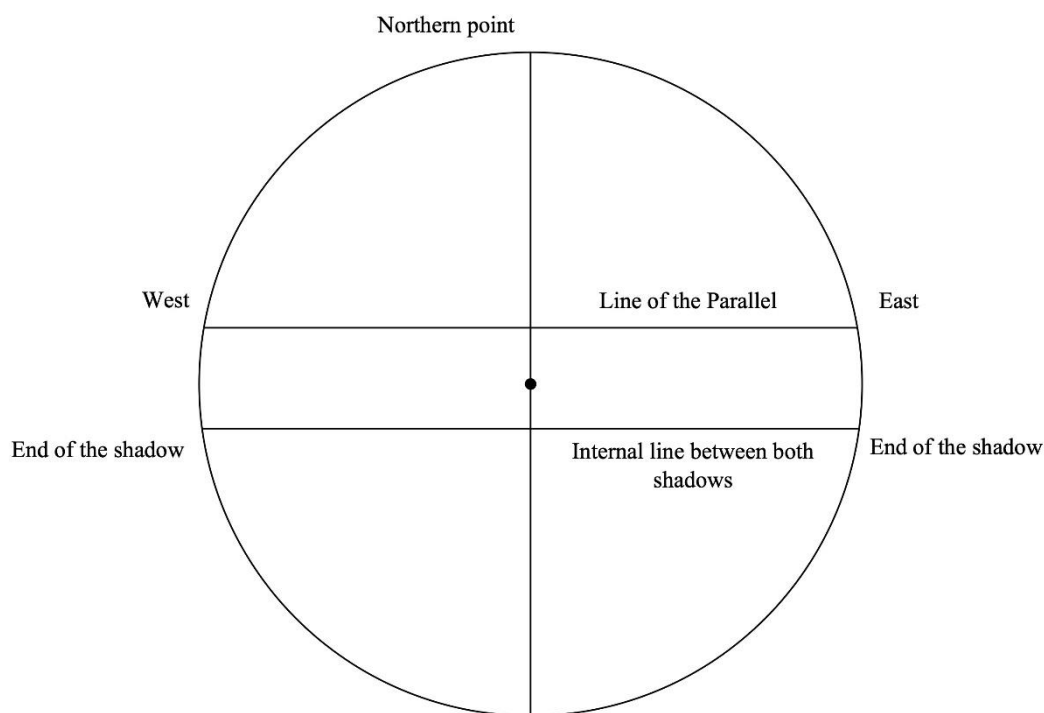 Northern point
West
Line of the Parallel
East
End of the shadow
Internal line between both
shadows
End of the shadow